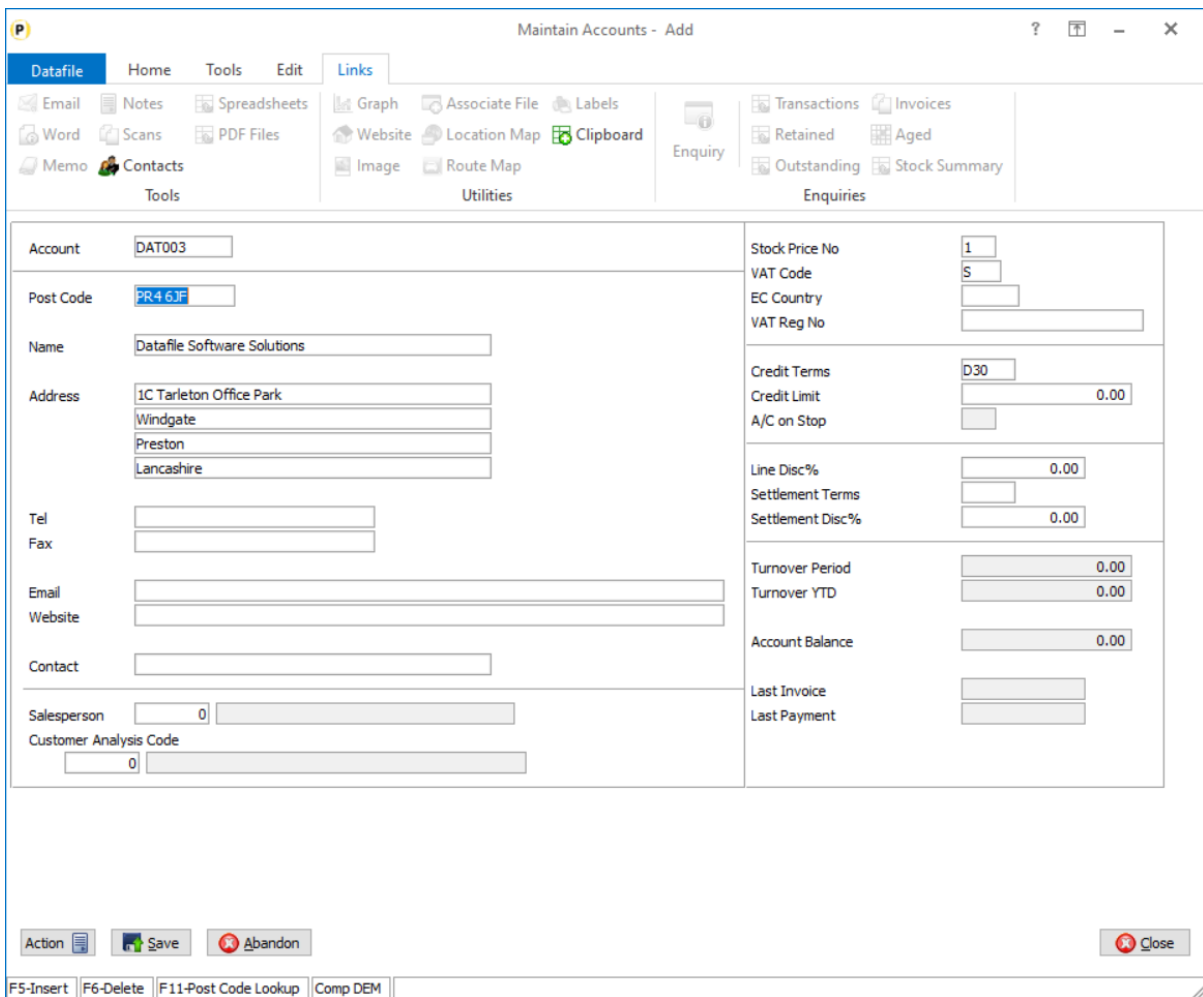 P
Maintain Accounts - Add
?
Datafile Home Tools Edit Links
Email Notes Spreadsheets
Word Scans PDF Files
Memo Contacts
Tools
Graph Associate File Labels
Website Location Map Clipboard
Image Route Map
Utilities
Enquiry
Transactions Invoices
Retained Aged
Outstanding Stock Summary
Enquiries
Account DAT003
Post Code PR4 6JF
Name Datafile Software Solutions
Address 1C Tarleton Office Park
Windgate
Preston
Lancashire
Tel
Fax
Email
Website
Contact
Salesperson 0
Customer Analysis Code
0
Stock Price No 1
VAT Code S
EC Country
VAT Reg No
Credit Terms D30
Credit Limit 0.00
A/C on Stop
Line Disc% 0.00
Settlement Terms
Settlement Disc% 0.00
Turnover Period 0.00
Turnover YTD 0.00
Account Balance 0.00
Last Invoice
Last Payment
Action Save Abandon Close
F5-Insert F6-Delete F11-Post Code Lookup Comp DEM